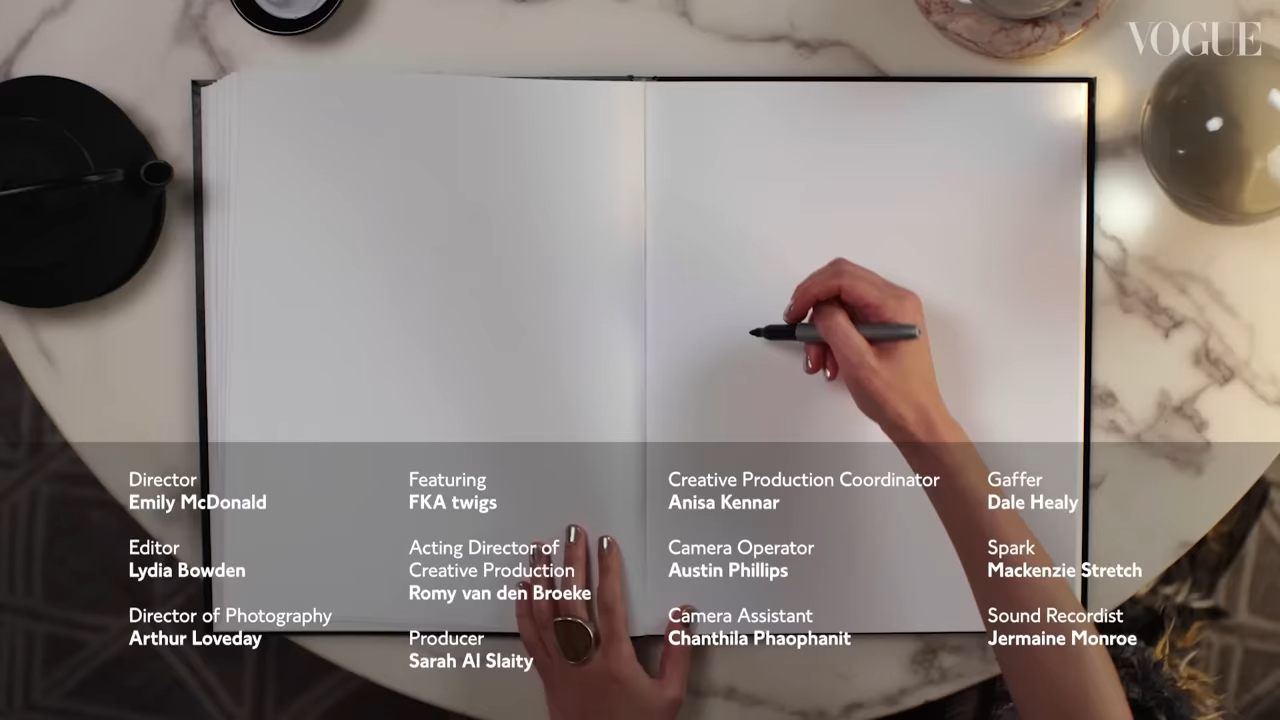 VOGUE
Director
Emily McDonald
Editor
Lydia Bowden
Director of Photography
Arthur Loveday
Featuring
FKA twigs
Acting Director of
Creative Production
Romy van den Broeke
Producer
Sarah Al Slaity
Creative Production Coordinator
Anisa Kennar
Camera Operator
Austin Phillips
Camera Assistant
Chanthila Phaophanit
Gaffer
Dale Healy
Spark
Mackenzie Stretch
Sound Recordist
Jermaine Monroe